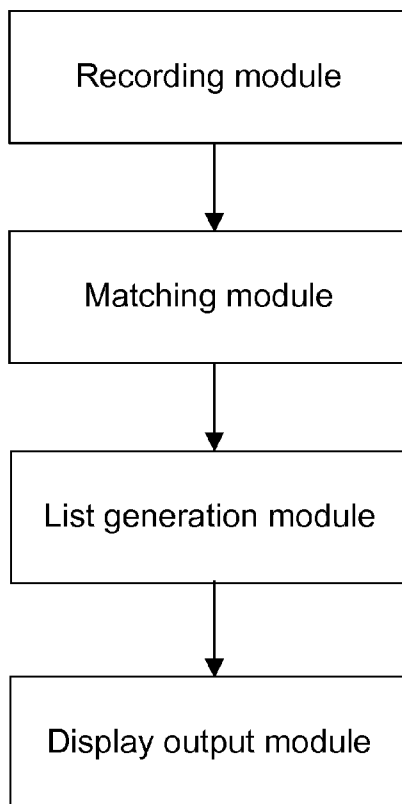 Recording module
Matching module
List generation module
Display output module